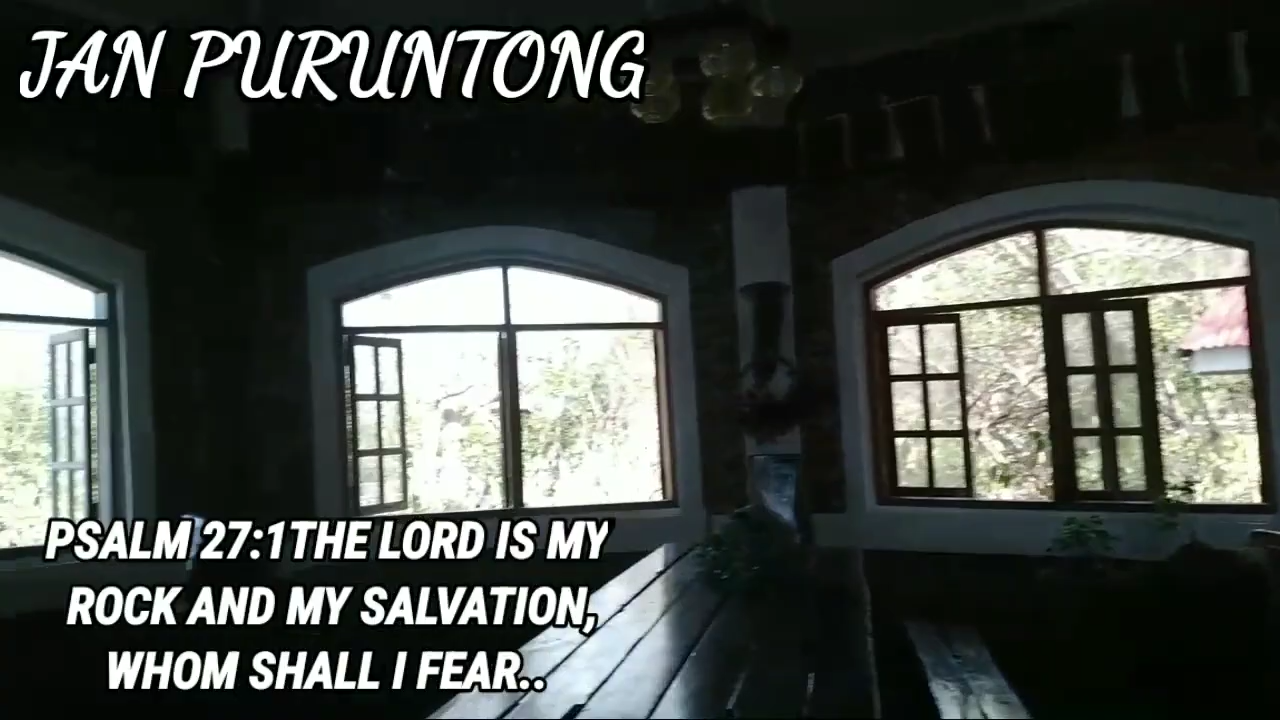 JAN PURUNTONG
PSALM 27:1THE LORD IS MY
ROCK AND MY SALVATION,
WHOM SHALL I FEAR..